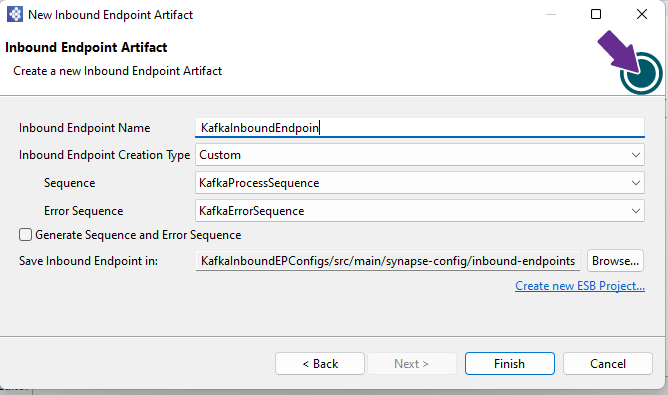 New Inbound Endpoint Artifact
Inbound Endpoint Artifact
Create a new Inbound Endpoint Artifact
Inbound Endpoint Name KafkaInboundEndpoin
Inbound Endpoint Creation Type Custom
Sequence KafkaProcessSequence
Error Sequence KafkaErrorSequence
Generate Sequence and Error Sequence
Save Inbound Endpoint in: KafkaInboundEPConfigs/src/main/synapse-config/inbound-endpoints Browse...
Create new ESB Project...
< Back Next > Finish Cancel